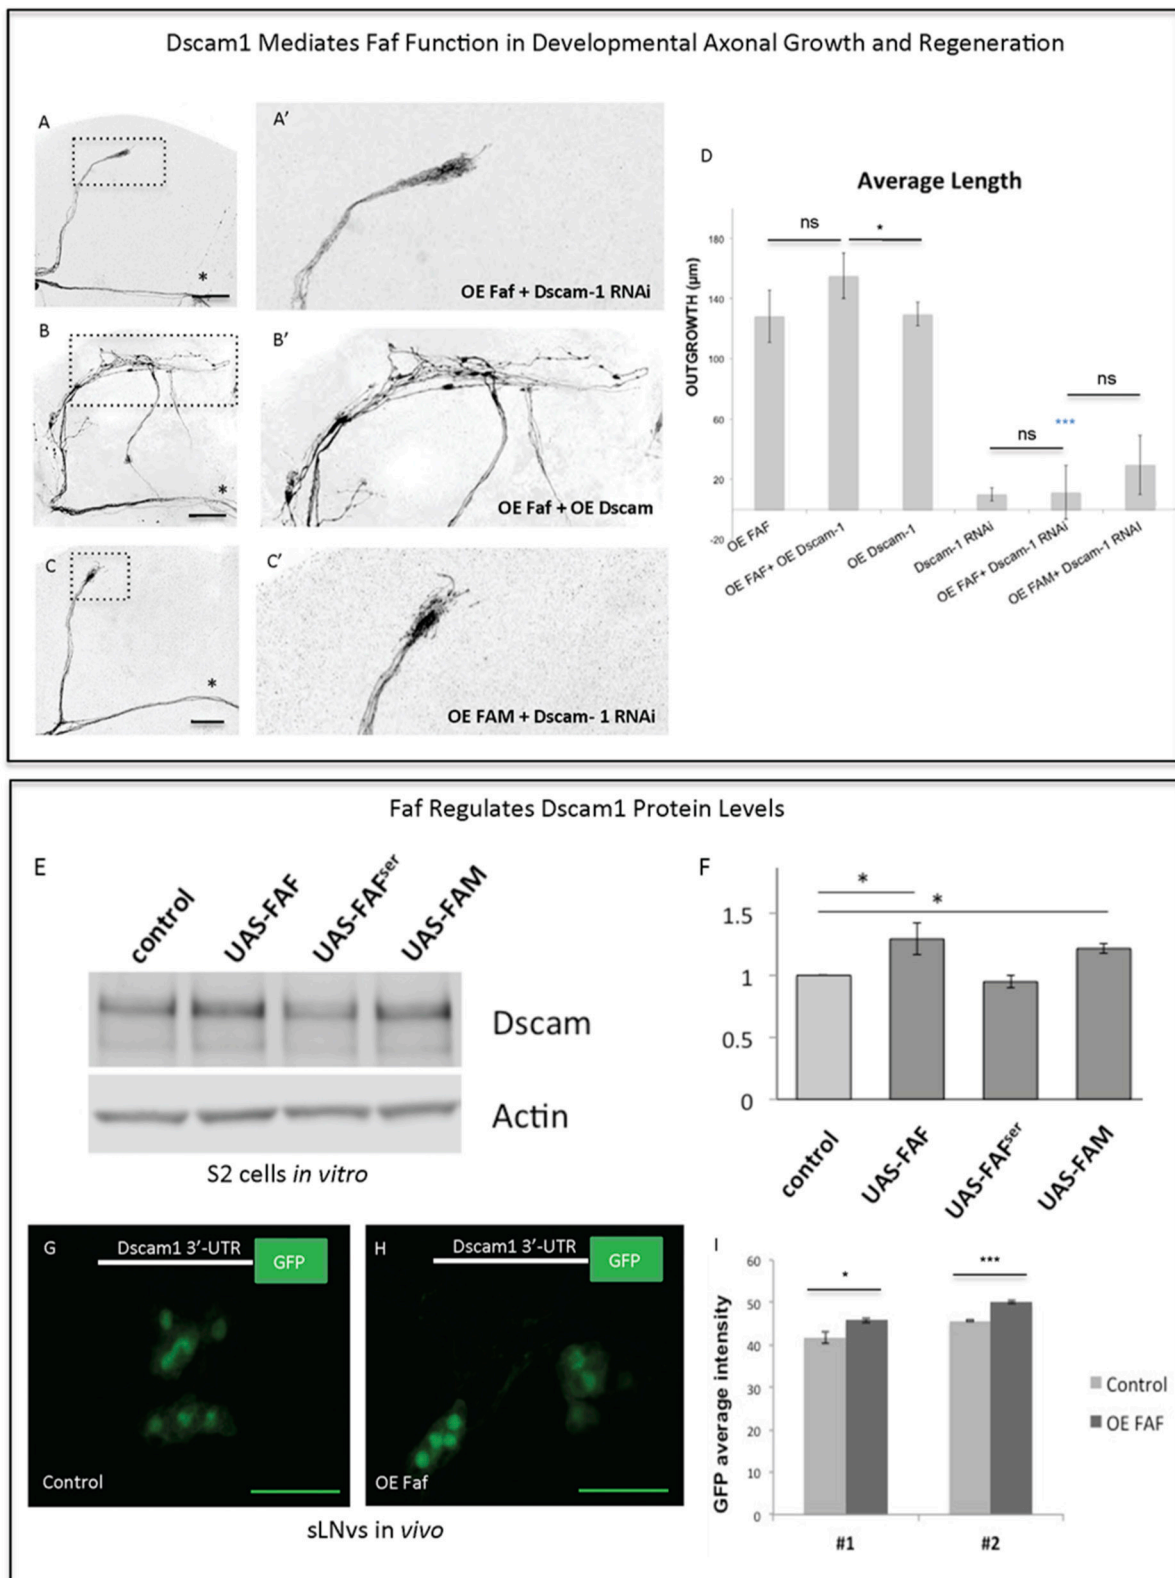 Dscam1 Mediates Faf Function in Developmental Axonal Growth and Regeneration
A
*
A’
OE Faf + Dscam-1 RNAi
B
*
B’
OE Faf + OE Dscam
C
*
C’
OE FAM + Dscam- 1 RNAi
D
Average Length
OUTGROWTH (µm)
180
140
100
60
20
-20
ns
*
ns
***
ns
OE FAF
OE FAF+ OE Dscam-1
OE Dscam-1
Dscam-1 RNAi
OE FAF+ Dscam-1 RNAi
OE FAM+ Dscam-1 RNAI
Faf Regulates Dscam1 Protein Levels
E
control
UAS-FAF
UAS-FAFser
UAS-FAM
Dscam
Actin
S2 cells in vitro
F
*
*
1.5
1
0.5
0
control
UAS-FAF
UAS-FAFser
UAS-FAM
G
Dscam1 3’-UTR
GFP
Control
H
Dscam1 3’-UTR
GFP
OE Faf
sLNvs in vivo
I
GFP average intensity
60
50
40
30
20
10
0
*
***
#1
#2
Control
OE FAF